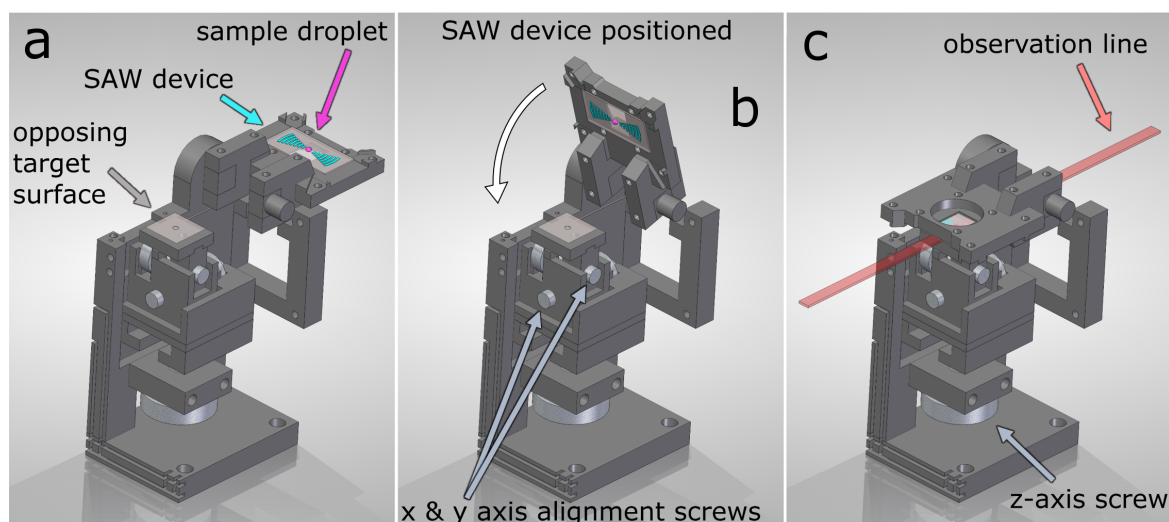 a
sample droplet
SAW device
opposing
target
surface
SAW device positioned
b
x & y axis alignment screws
c
observation line
z-axis screw